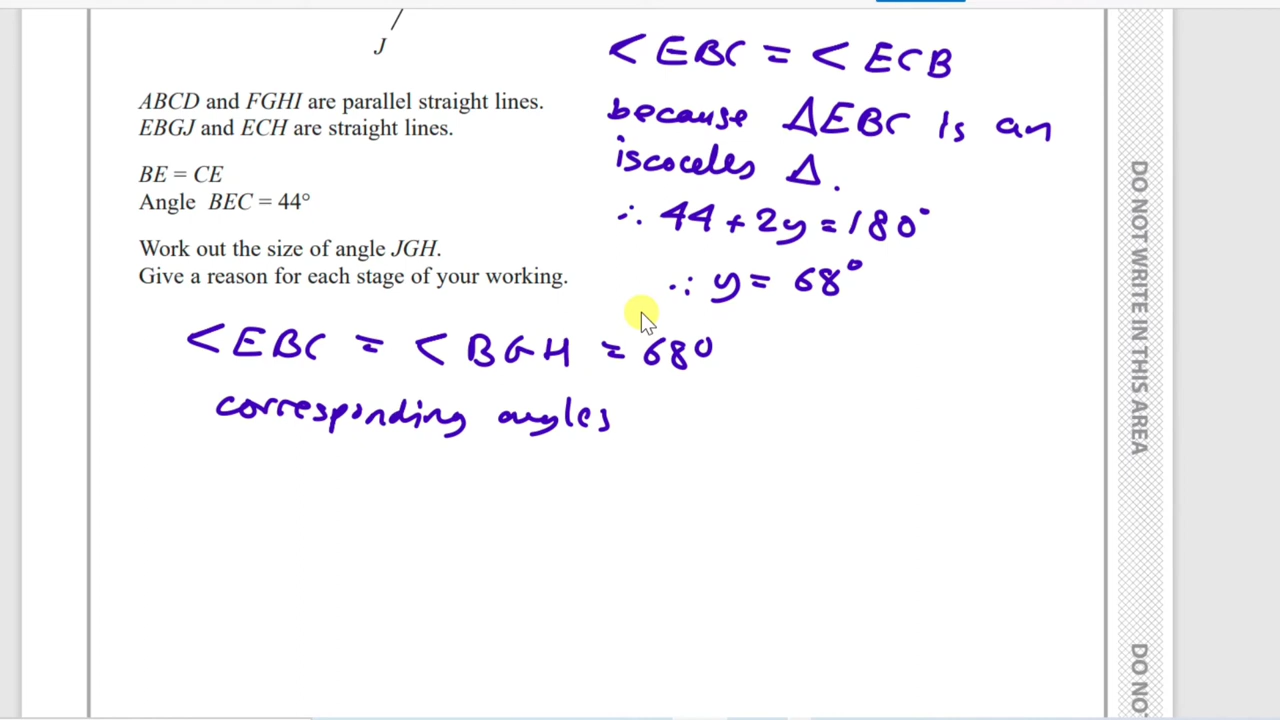 J
ABCD and FGHI are parallel straight lines.
EBGJ and ECH are straight lines.
BE = CE
Angle BEC = 44°
Work out the size of angle JGH.
Give a reason for each stage of your working.
<EBC = <ECB
because ΔEBC is an
iscoceles Δ.
∴ 44 + 2y = 180°
∴ y = 68°
<EBC = <BGH = 680
corresponding angles
DO NOT WRITE IN THIS AREA
DO NO